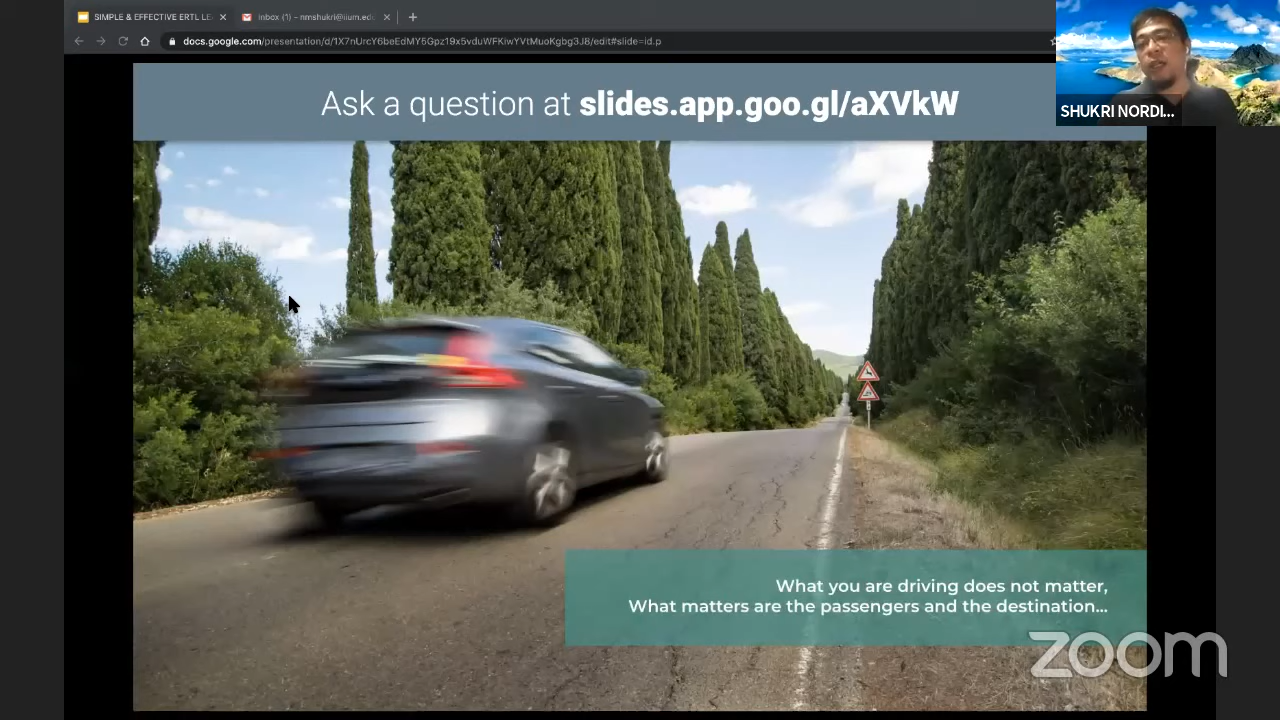 SIMPLE & EFFECTIVE ERTL LE
Inbox (1) - nmshukri@iium.ed
docs.google.com/presentation/d/1X7nUrcY6beEdMY5Gpz19x5vduWFKiwYVtMuoKgbg3J8/edit#slide=id.p
SHUKRI NORDI...
Ask a question at slides.app.goo.gl/aXVkW
What you are driving does not matter,
What matters are the passengers and the destination...
zoom